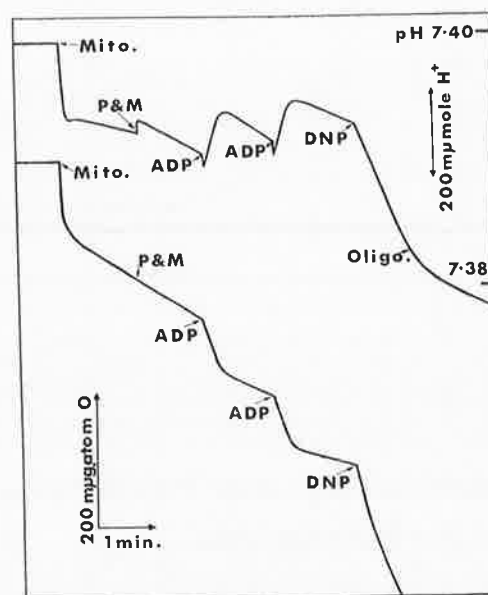 pH 7·40
Mito.
P&M
ADP
ADP
DNP
200 mμmole H+
Mito.
Oligo.
7·38
P&M
ADP
ADP
DNP
200 mμgatom O
1 min.